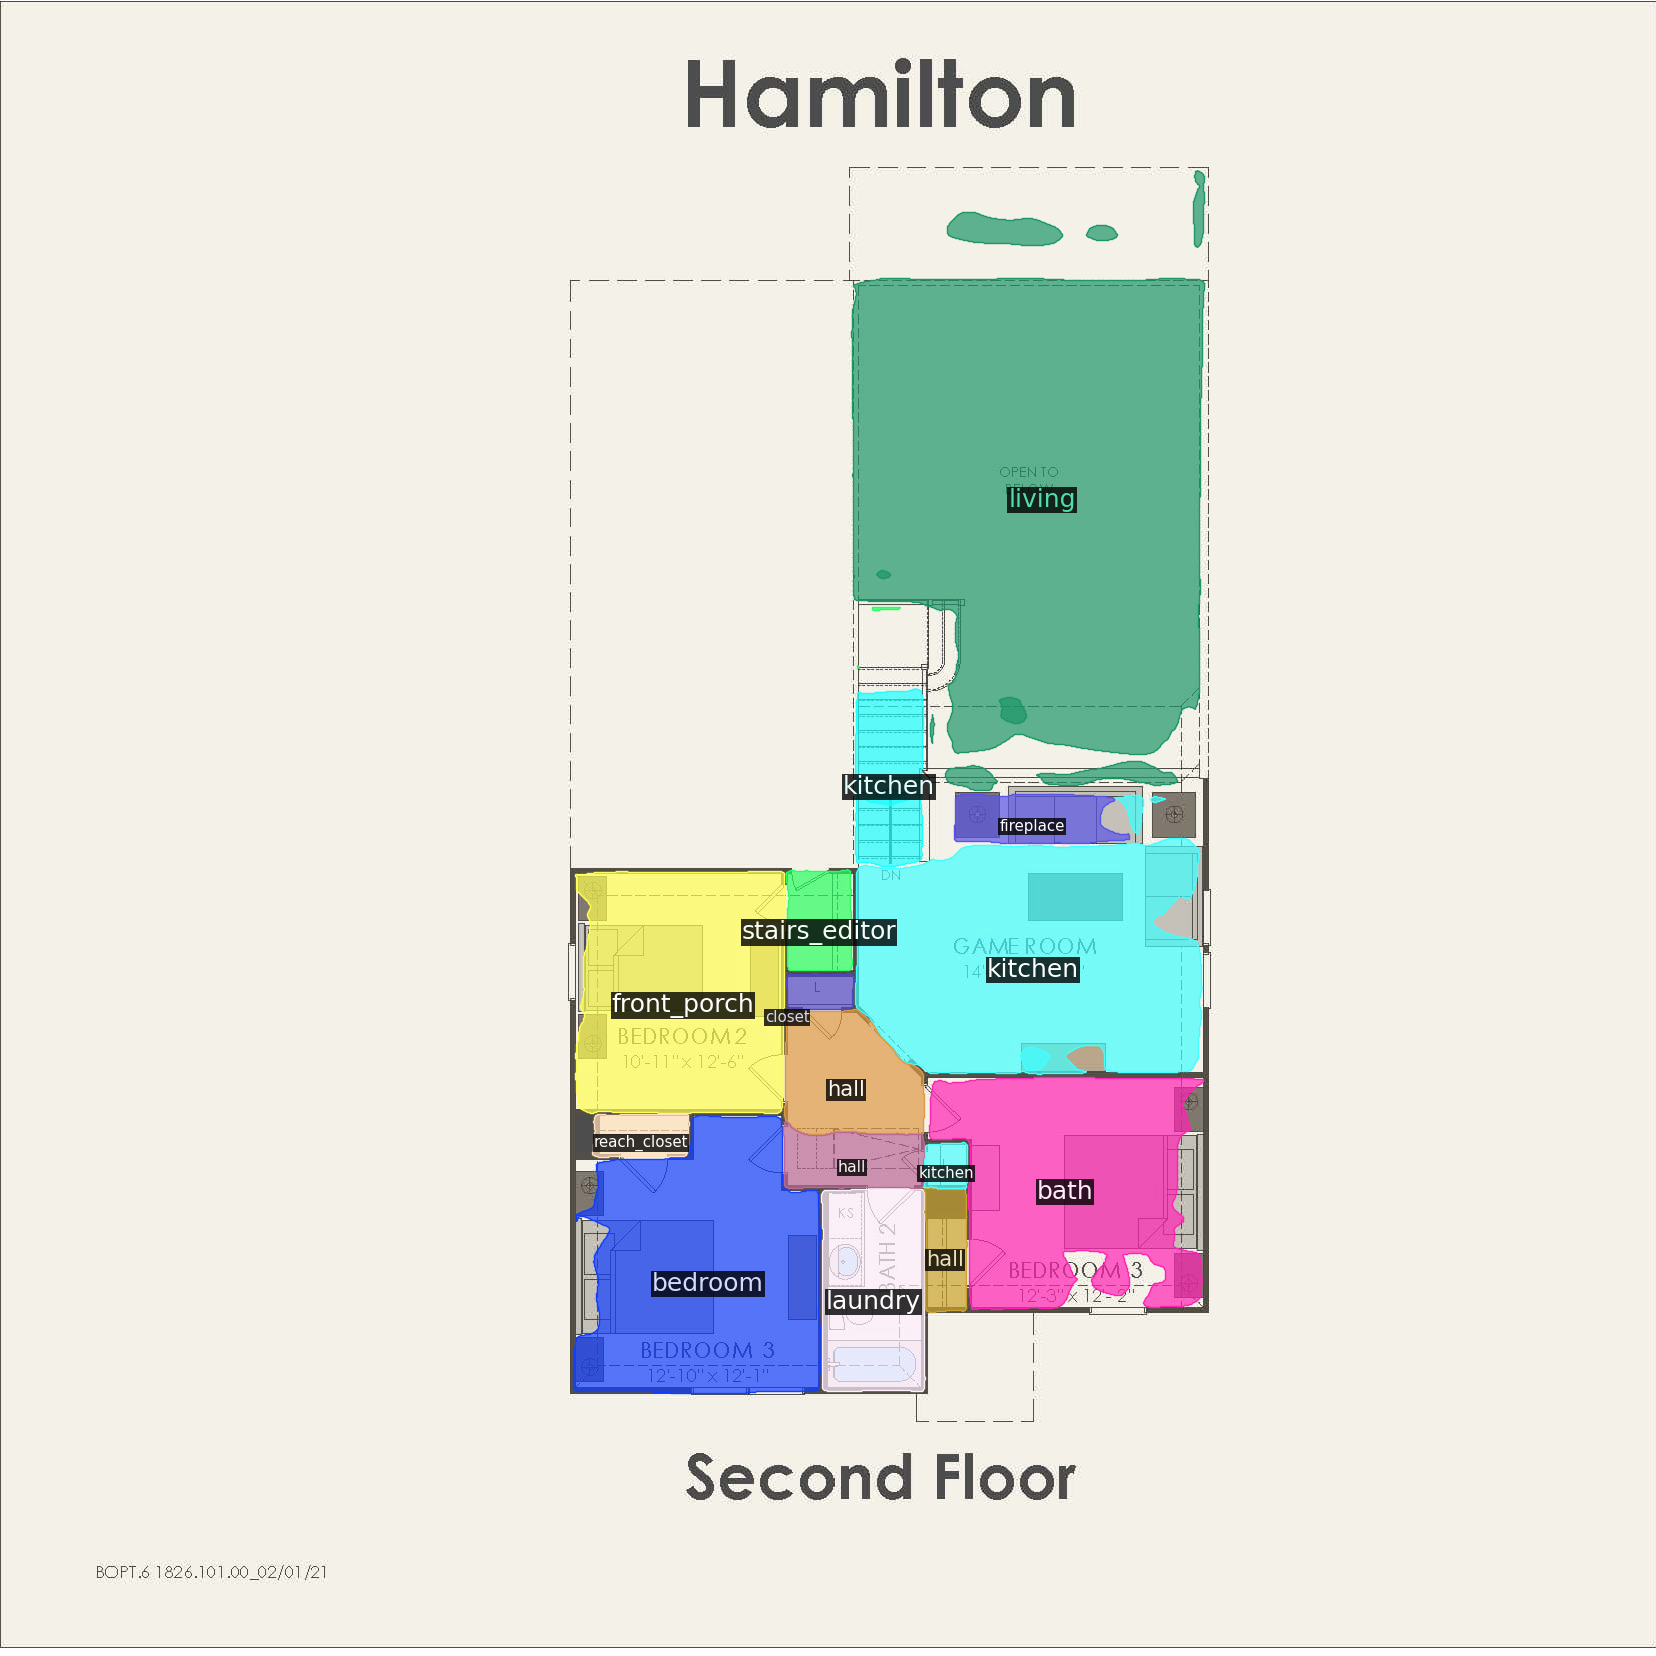 Hamilton
OPEN TO
living
kitchen
fireplace
DN
stairs_editor
GAME ROOM
kitchen
L
front_porch
closet
BEDROOM 2
10'-11" x 12'-6"
hall
reach_closet
hall
kitchen
bath
KS
BATH 2
hall
BEDROOM 3
12'-3" x 12'-2"
bedroom
laundry
BEDROOM 3
12'-10" x 12'-1"
Second Floor
BOPT.6 1826.101.00_02/01/21